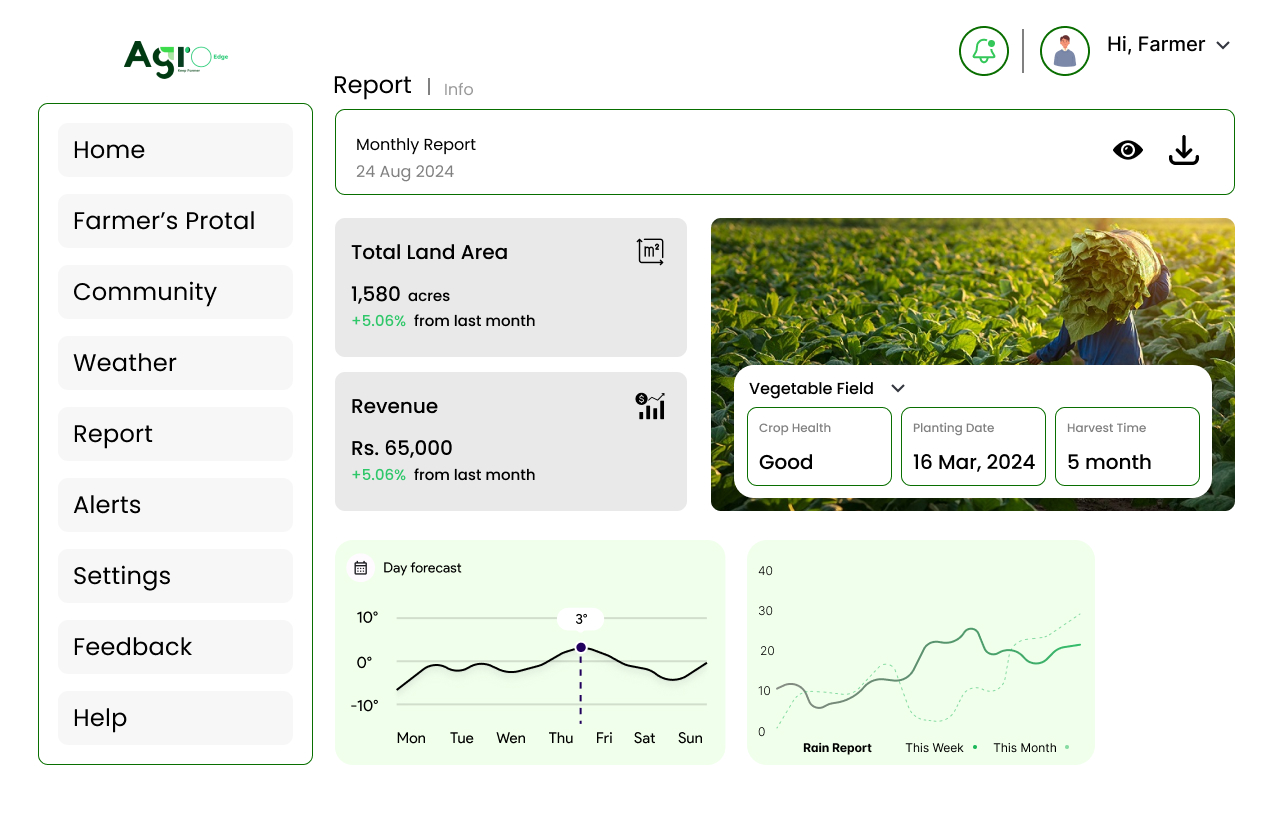 Agro
Edge
Hi, Farmer
Report | Info
Monthly Report
24 Aug 2024
Home
Farmer’s Protal
Community
Weather
Report
Alerts
Settings
Feedback
Help
Total Land Area
m²
1,580 acres
+5.06% from last month
Revenue
$
Rs. 65,000
+5.06% from last month
Vegetable Field
Crop Health
Good
Planting Date
16 Mar, 2024
Harvest Time
5 month
Day forecast
10°
3°
0°
-10°
Mon Tue Wen Thu Fri Sat Sun
40
30
20
10
0
Rain Report This Week This Month